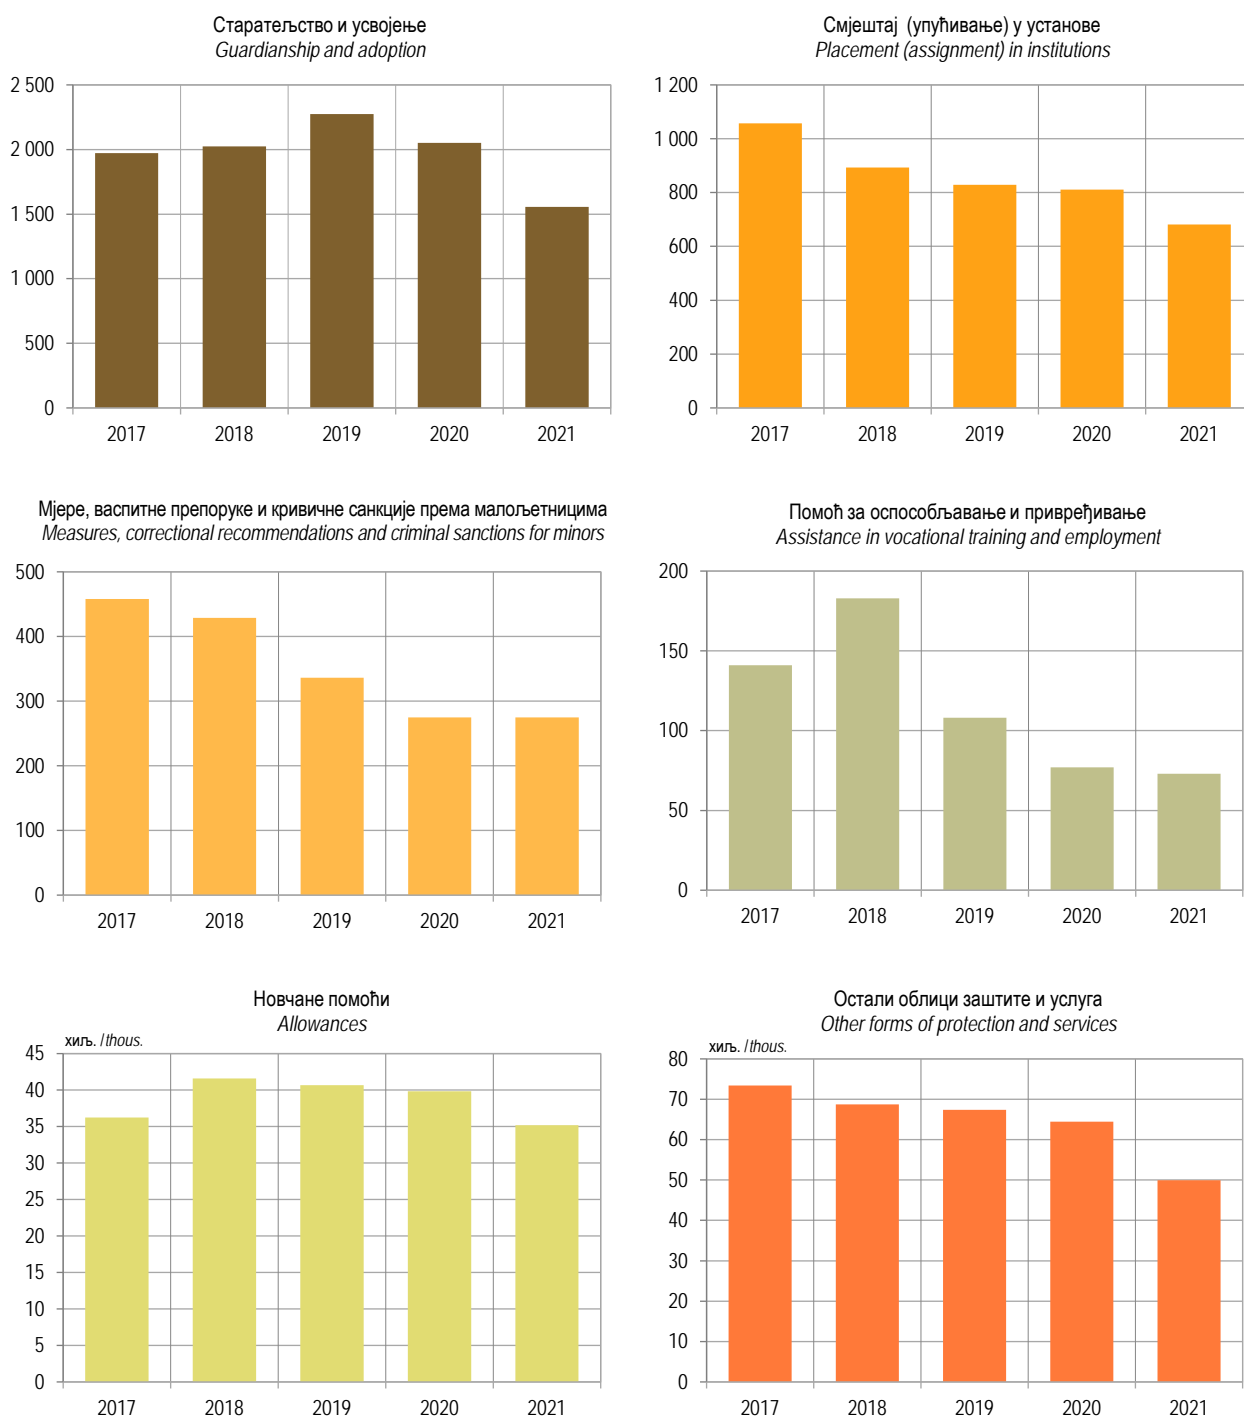 Старатељство и усвојење
Guardianship and adoption
2 500
2 000
1 500
1 000
500
0
2017 2018 2019 2020 2021
Смјештај (упућивање) у установе
Placement (assignment) in institutions
1 200
1 000
800
600
400
200
0
2017 2018 2019 2020 2021
Мјере, васпитне препоруке и кривичне санкције према малољетницима
Measures, correctional recommendations and criminal sanctions for minors
500
400
300
200
100
0
2017 2018 2019 2020 2021
Помоћ за оспособљавање и привређивање
Assistance in vocational training and employment
200
150
100
50
0
2017 2018 2019 2020 2021
Новчане помоћи
Allowances
хиљ. / thous.
45
40
35
30
25
20
15
10
5
0
2017 2018 2019 2020 2021
Остали облици заштите и услуга
Other forms of protection and services
хиљ. / thous.
80
70
60
50
40
30
20
10
0
2017 2018 2019 2020 2021